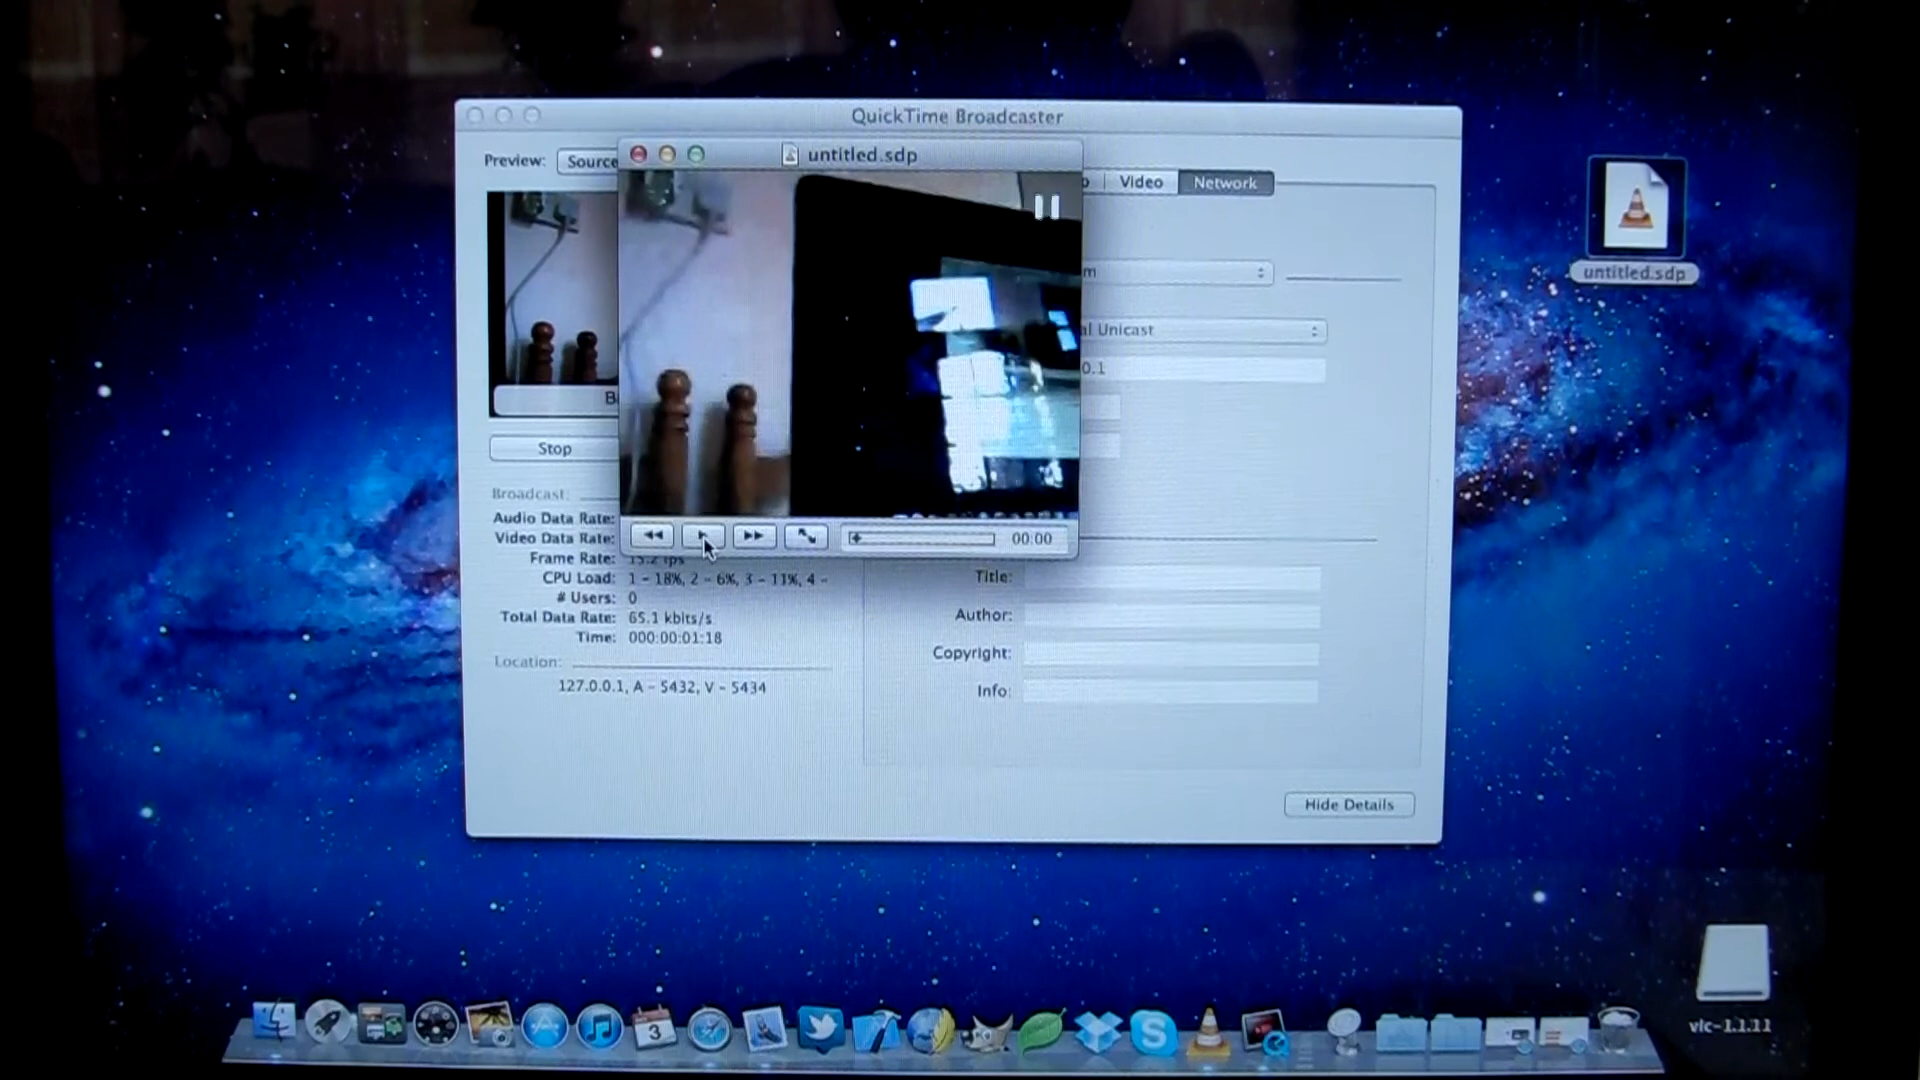 QuickTime Broadcaster
Preview: Source
untitled.sdp
Video
Network
untitled.sdp
m
al Unicast
0.1
B
Stop
Broadcast:
Audio Data Rate:
Video Data Rate:
00:00
Frame Rate:
CPU Load: 1 - 18%, 2 - 6%, 3 - 11%, 4 -
# Users: 0
Total Data Rate: 65.1 kbits/s
Time: 000:00:01:18
Location:
127.0.0.1, A - 5432, V - 5434
Title:
Author:
Copyright:
Info:
Hide Details
3
vlc-1.1.11